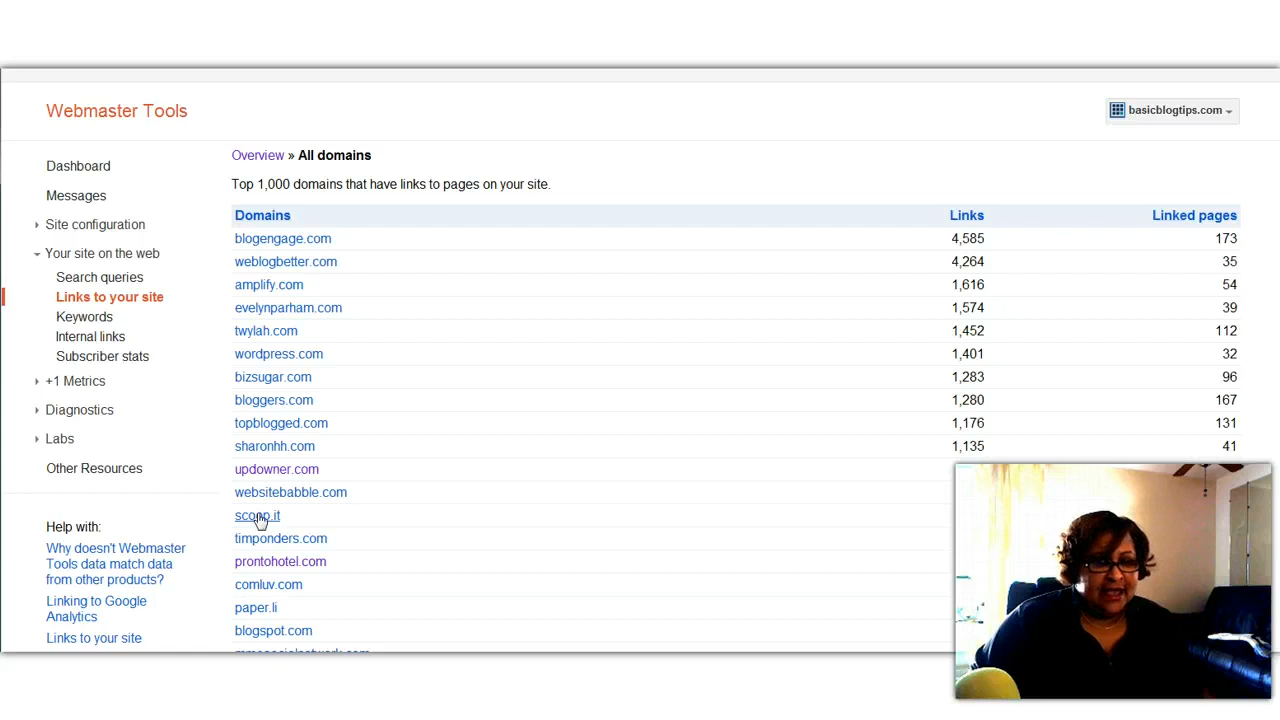 Webmaster Tools
basicblogtips.com
Dashboard
Messages
Site configuration
Your site on the web
Search queries
Links to your site
Keywords
Internal links
Subscriber stats
+1 Metrics
Diagnostics
Labs
Other Resources
Help with:
Why doesn't Webmaster
Tools data match data
from other products?
Linking to Google
Analytics
Links to your site
Overview » All domains
Top 1,000 domains that have links to pages on your site.
Domains Links Linked pages
blogengage.com 4,585 173
weblogbetter.com 4,264 35
amplify.com 1,616 54
evelynparham.com 1,574 39
twylah.com 1,452 112
wordpress.com 1,401 32
bizsugar.com 1,283 96
bloggers.com 1,280 167
topblogged.com 1,176 131
sharonhh.com 1,135 41
updowner.com
websitebabble.com
scoop.it
timponders.com
prontohotel.com
comluv.com
paper.li
blogspot.com